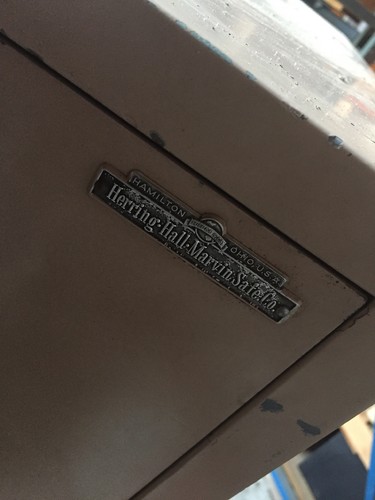 HAMILTON OHIO U.S.A.
Herring·Hall·Marvin Safe Co.